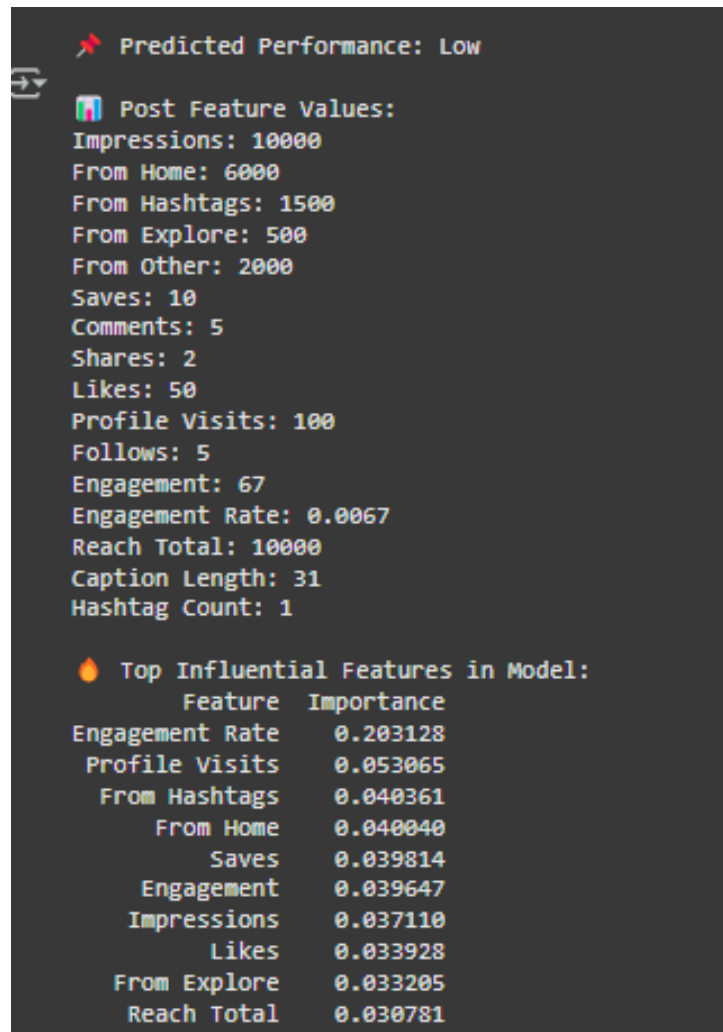 📌 Predicted Performance: Low
📊 Post Feature Values:
Impressions: 10000
From Home: 6000
From Hashtags: 1500
From Explore: 500
From Other: 2000
Saves: 10
Comments: 5
Shares: 2
Likes: 50
Profile Visits: 100
Follows: 5
Engagement: 67
Engagement Rate: 0.0067
Reach Total: 10000
Caption Length: 31
Hashtag Count: 1
🔥 Top Influential Features in Model:
Feature Importance
Engagement Rate 0.203128
Profile Visits 0.053065
From Hashtags 0.040361
From Home 0.040040
Saves 0.039814
Engagement 0.039647
Impressions 0.037110
Likes 0.033928
From Explore 0.033205
Reach Total 0.030781